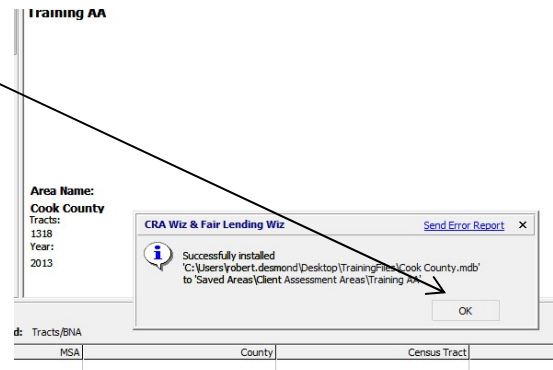 Training AA
Area Name:
Cook County
Tracts:
1318
Year:
2013
CRA Wiz & Fair Lending Wiz
Send Error Report X
Successfully installed
'C:\Users\robert.desmond\Desktop\TrainingFiles\Cook County.mdb'
to 'Saved Areas\Client Assessment Areas\Training AA'
OK
d: Tracts/BNA
MSA County Census Tract